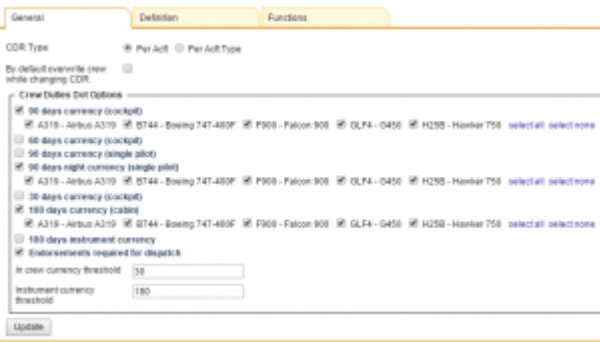 General Definition Functions
CDR Type Per Acft Per Acft Type
By default overwrite crew
while changing CDR.
Crew Duties Dot Options
90 days currency (cockpit)
A319 - Airbus A319 B744 - Boeing 747-400F F900 - Falcon 900 GLF4 - G450 H25B - Hawker 750 select all select none
60 days currency (cockpit)
90 days currency (single pilot)
90 days night currency (single pilot)
A319 - Airbus A319 B744 - Boeing 747-400F F900 - Falcon 900 GLF4 - G450 H25B - Hawker 750 select all select none
30 days currency (cockpit)
180 days currency (cabin)
A319 - Airbus A319 B744 - Boeing 747-400F F900 - Falcon 900 GLF4 - G450 H25B - Hawker 750 select all select none
180 days instrument currency
Endorsements required for dispatch
In crew currency threshold 30
Instrument currency 180
threshold
Update